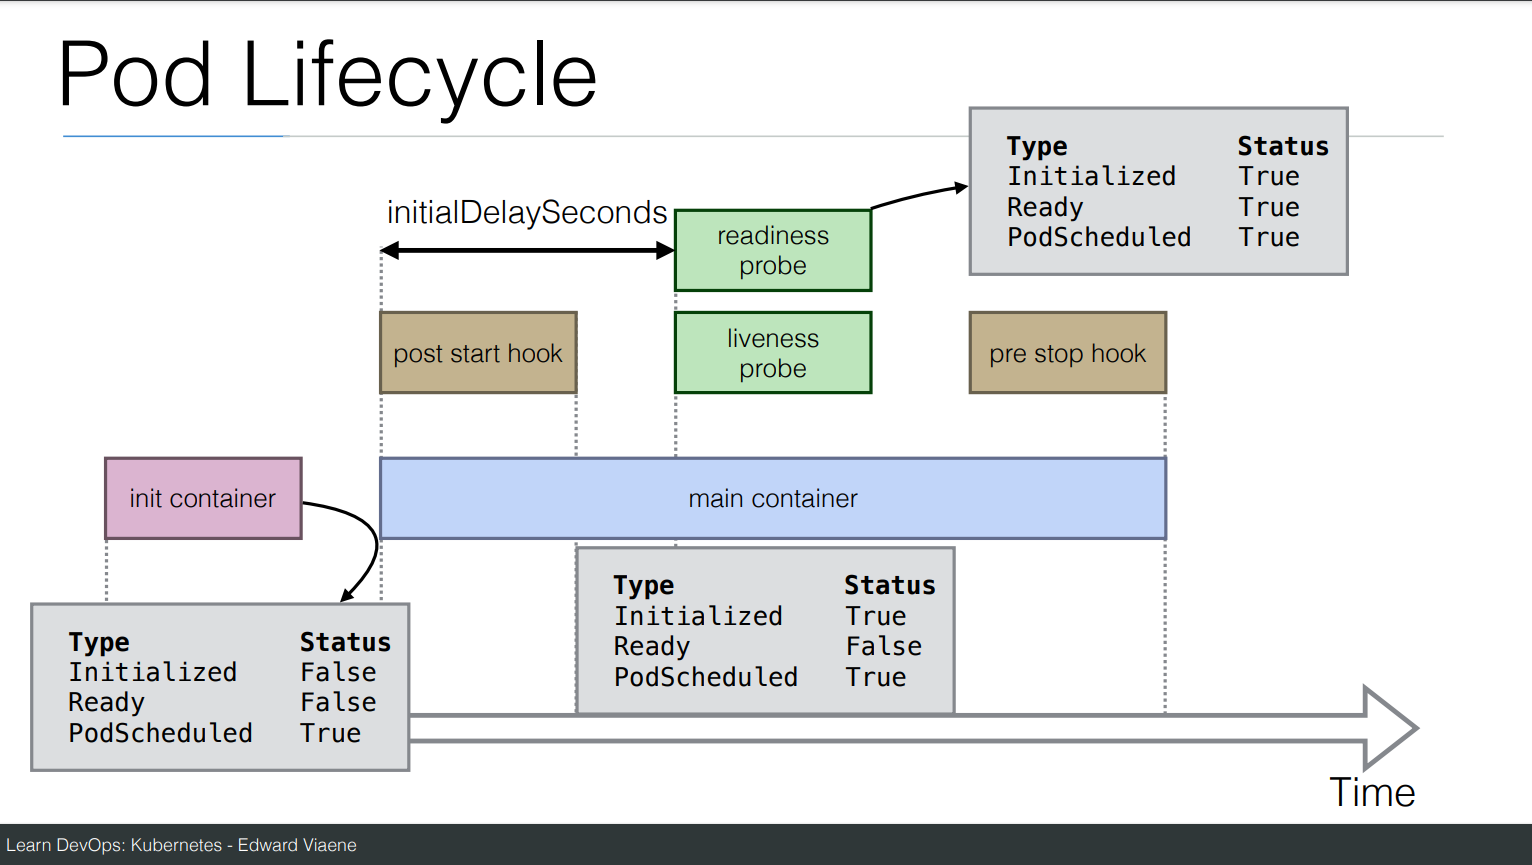 Pod Lifecycle
Type Status
Initialized True
Ready True
PodScheduled True
initialDelaySeconds
readiness
probe
post start hook
liveness
probe
pre stop hook
init container
main container
Type Status
Initialized True
Ready False
PodScheduled True
Type Status
Initialized False
Ready False
PodScheduled True
Time
Learn DevOps: Kubernetes - Edward Viaene